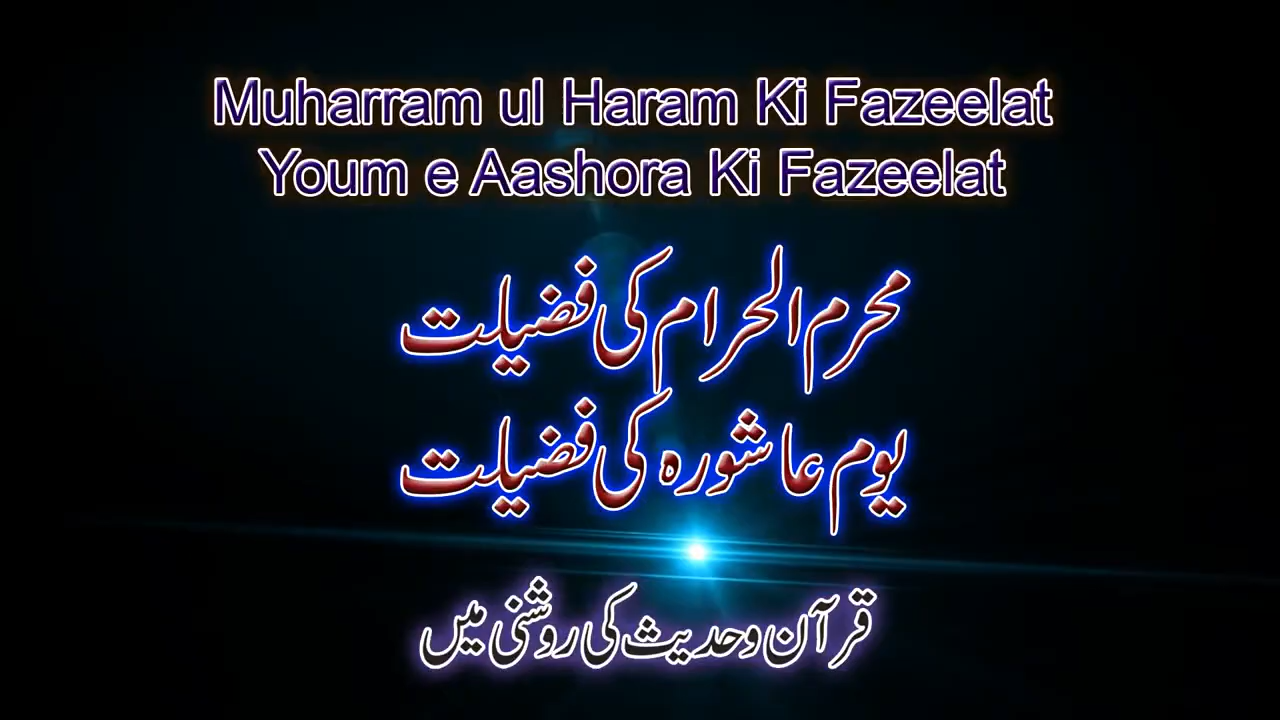 Muharram ul Haram Ki Fazeelat
Youm e Aashora Ki Fazeelat
محرم الحرام کی فضیلت
یوم عاشورہ کی فضیلت
قرآن و حدیث کی روشنی میں